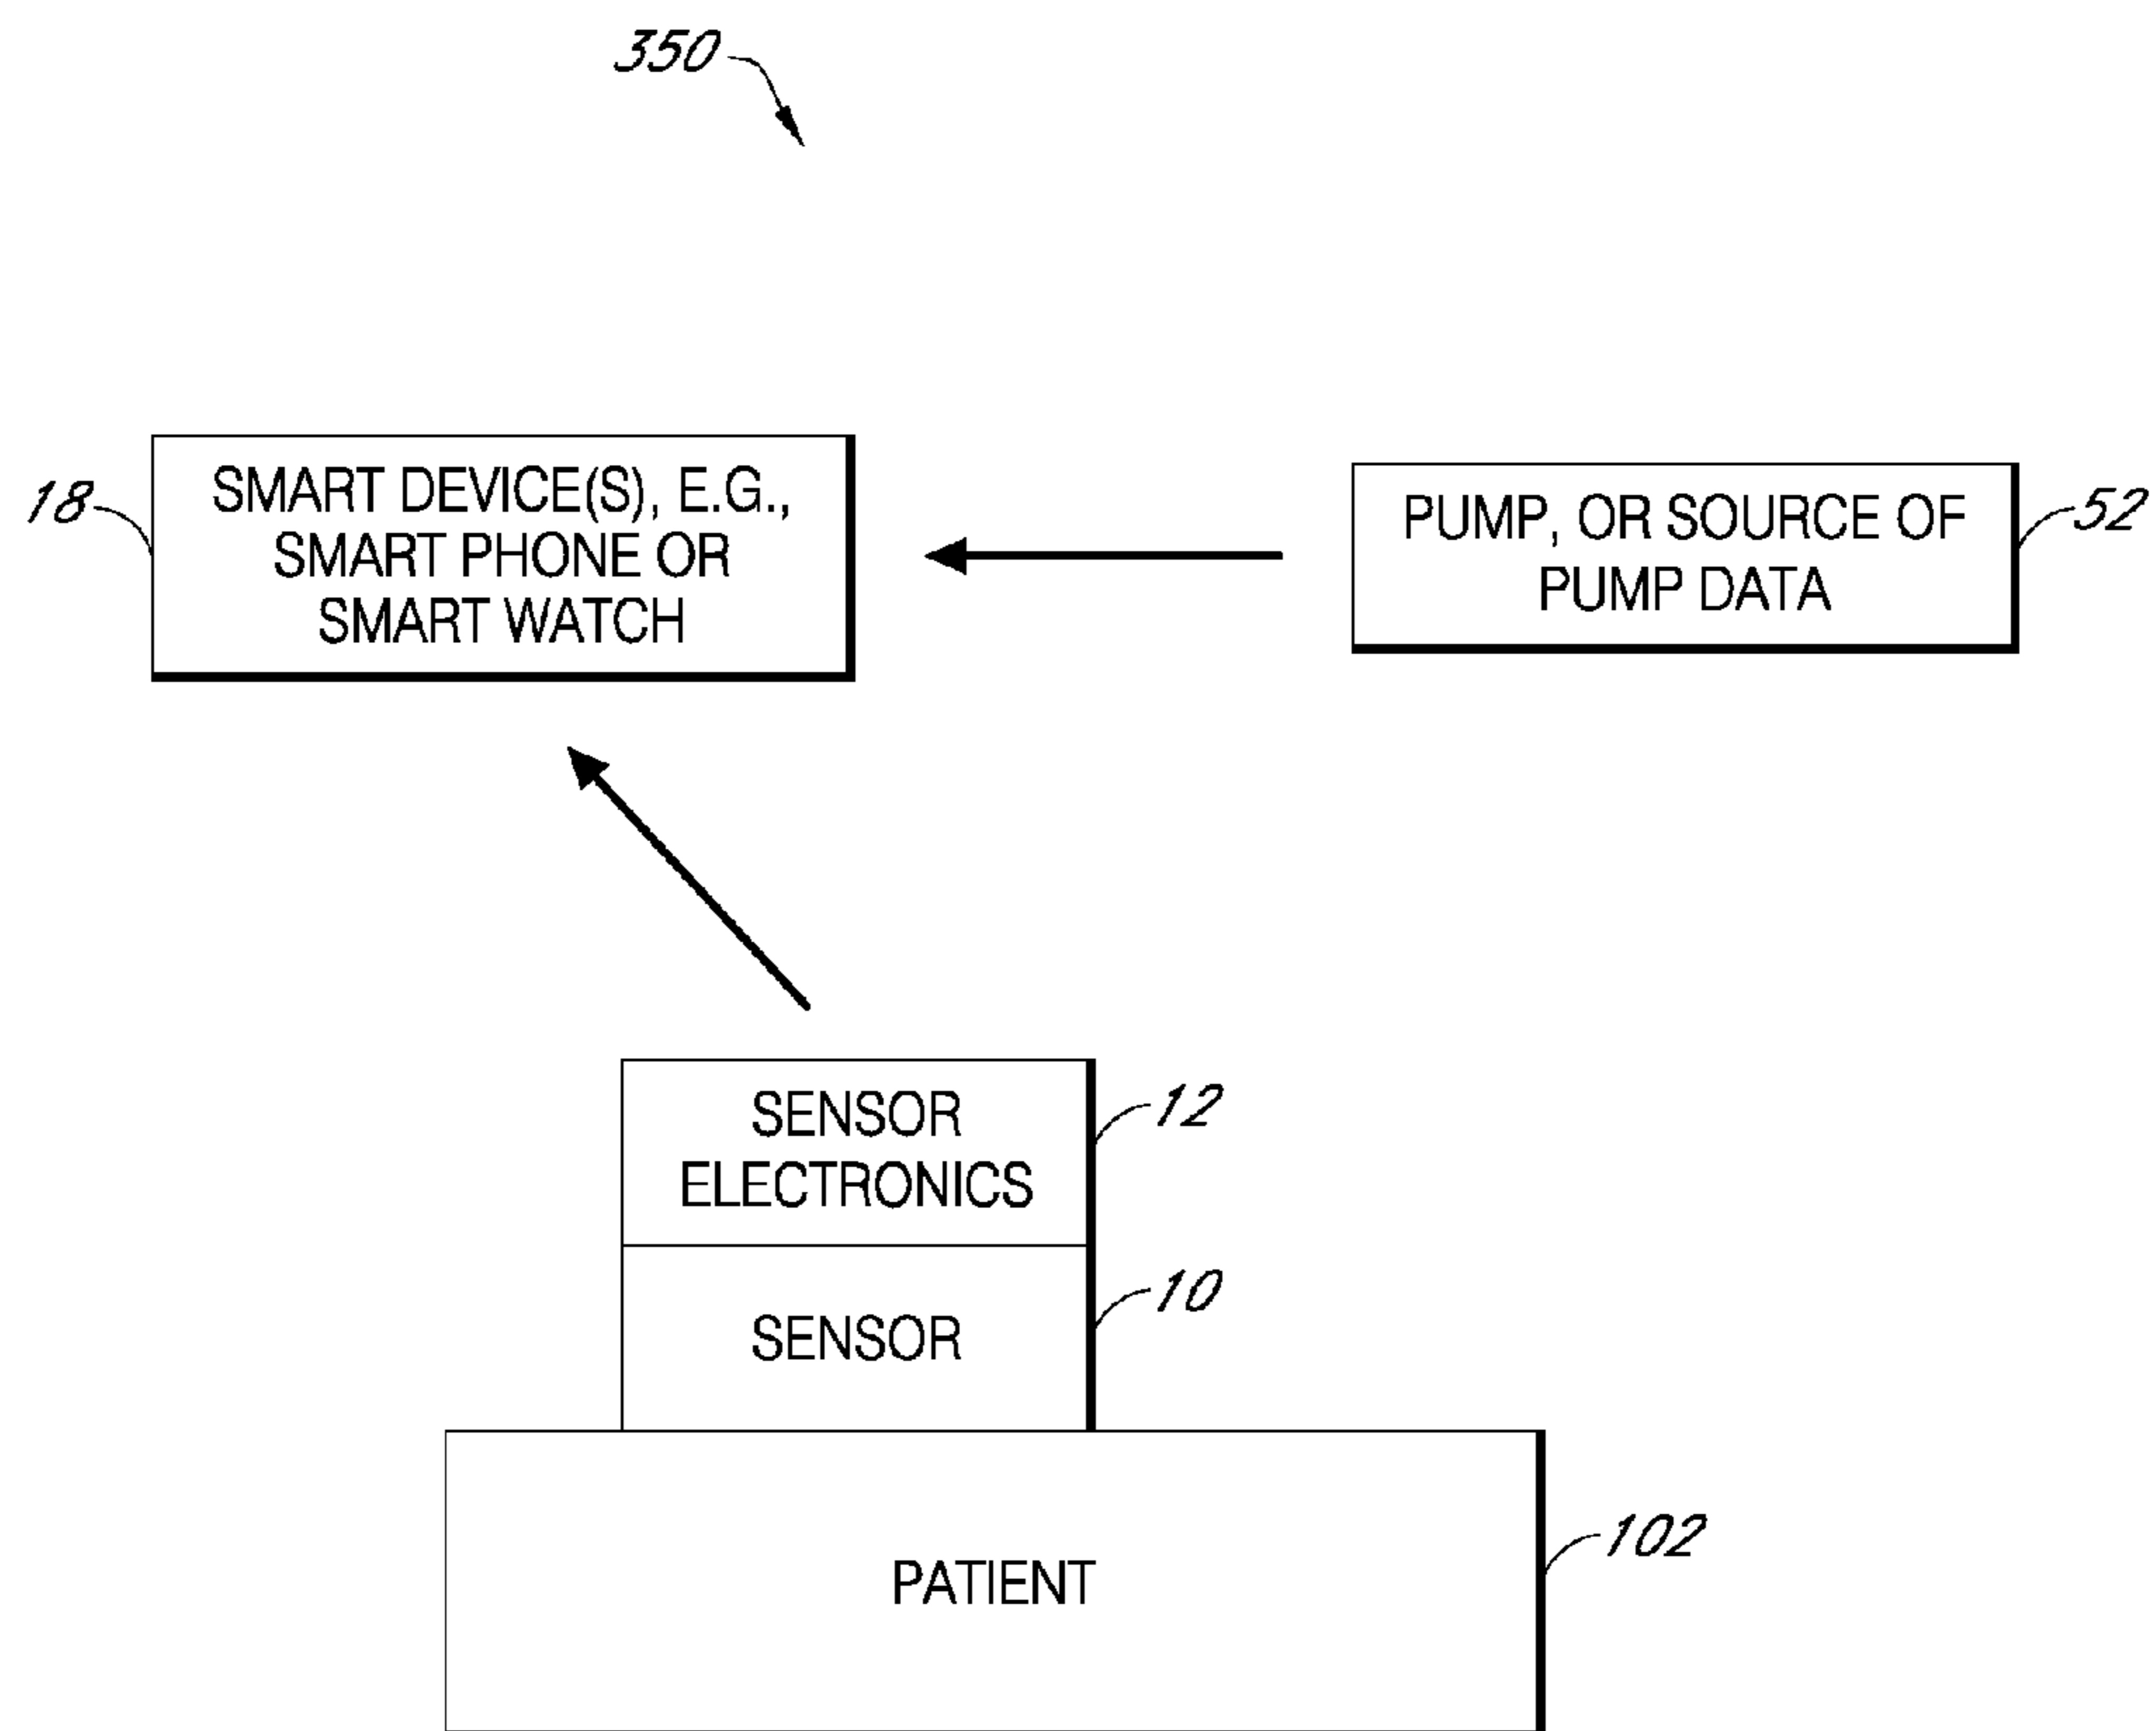 350
18
SMART DEVICE(S), E.G.,
SMART PHONE OR
SMART WATCH
PUMP, OR SOURCE OF
PUMP DATA
52
SENSOR
ELECTRONICS
12
SENSOR
10
PATIENT
102